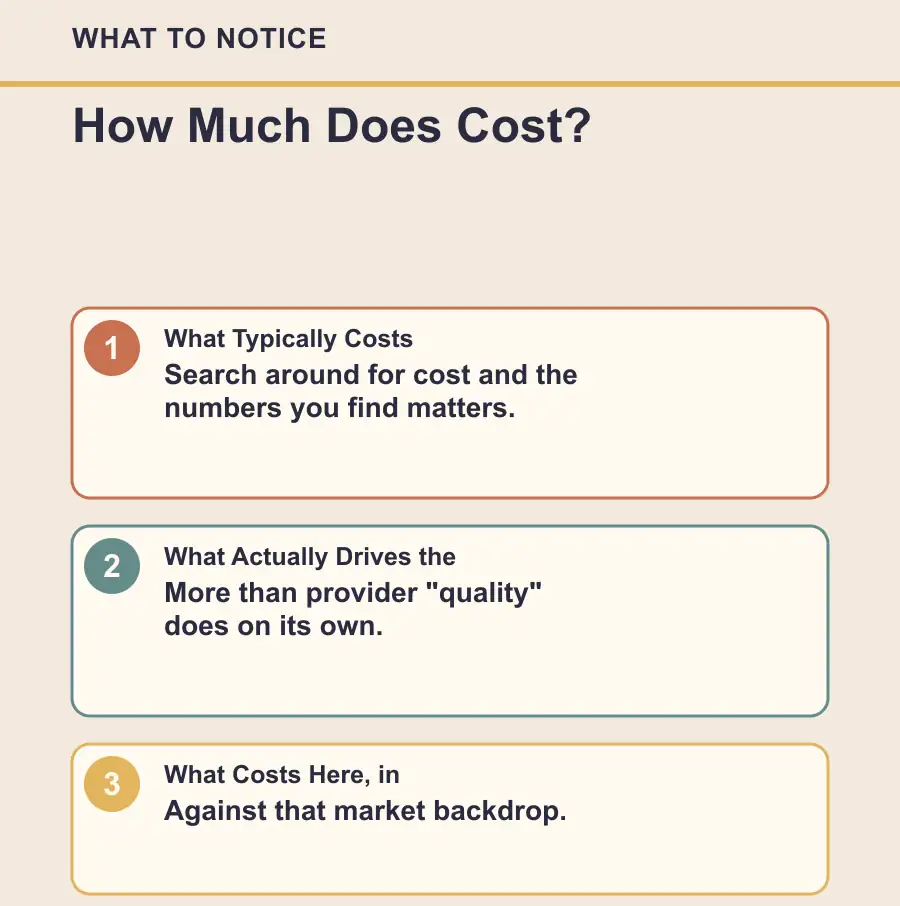 WHAT TO NOTICE
How Much Does Cost?
1
What Typically Costs
Search around for cost and the
numbers you find matters.
2
What Actually Drives the
More than provider "quality"
does on its own.
3
What Costs Here, in
Against that market backdrop.